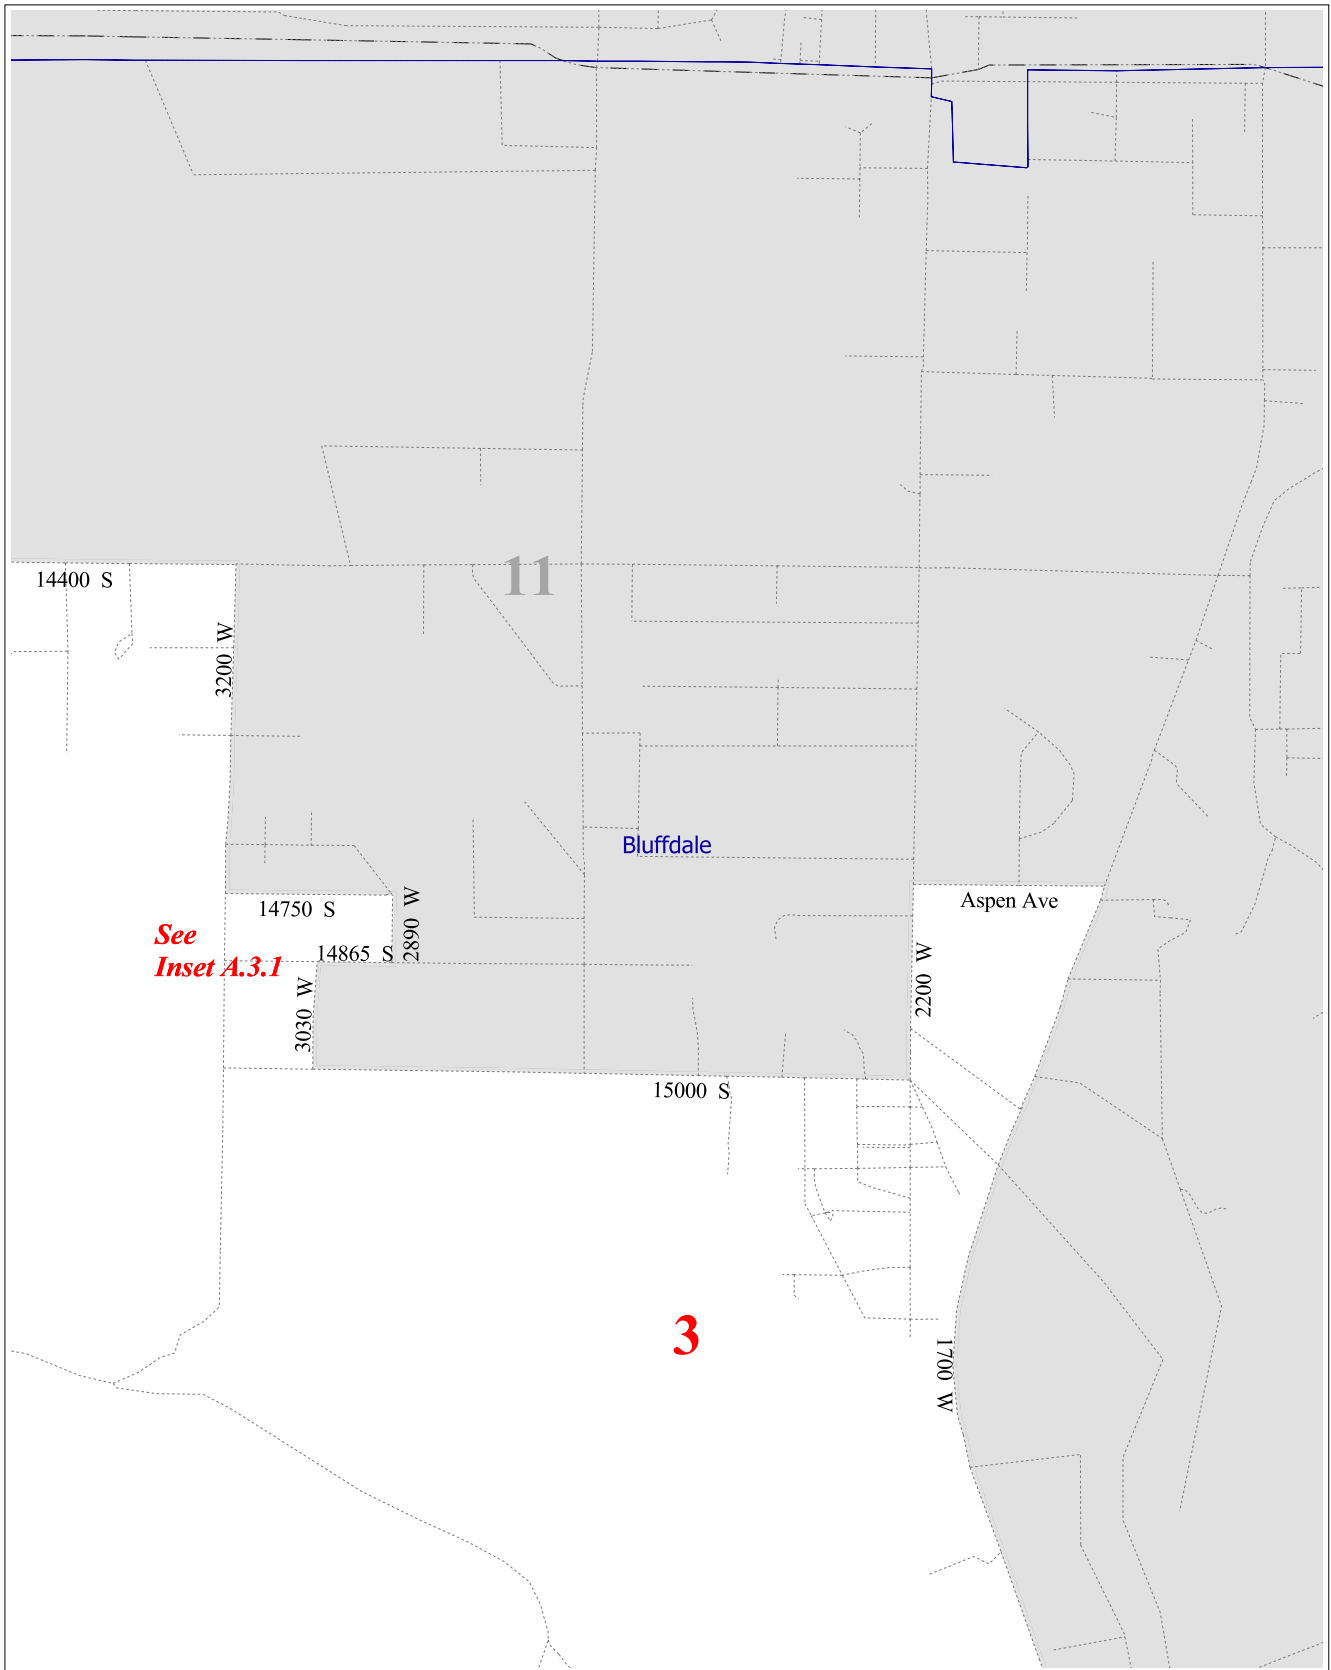 11
14400 S
3200 W
Bluffdale
Aspen Ave
14750 S
2890 W
See
Inset A.3.1
14865 S
2200 W
3030 W
15000 S
3
1700 W